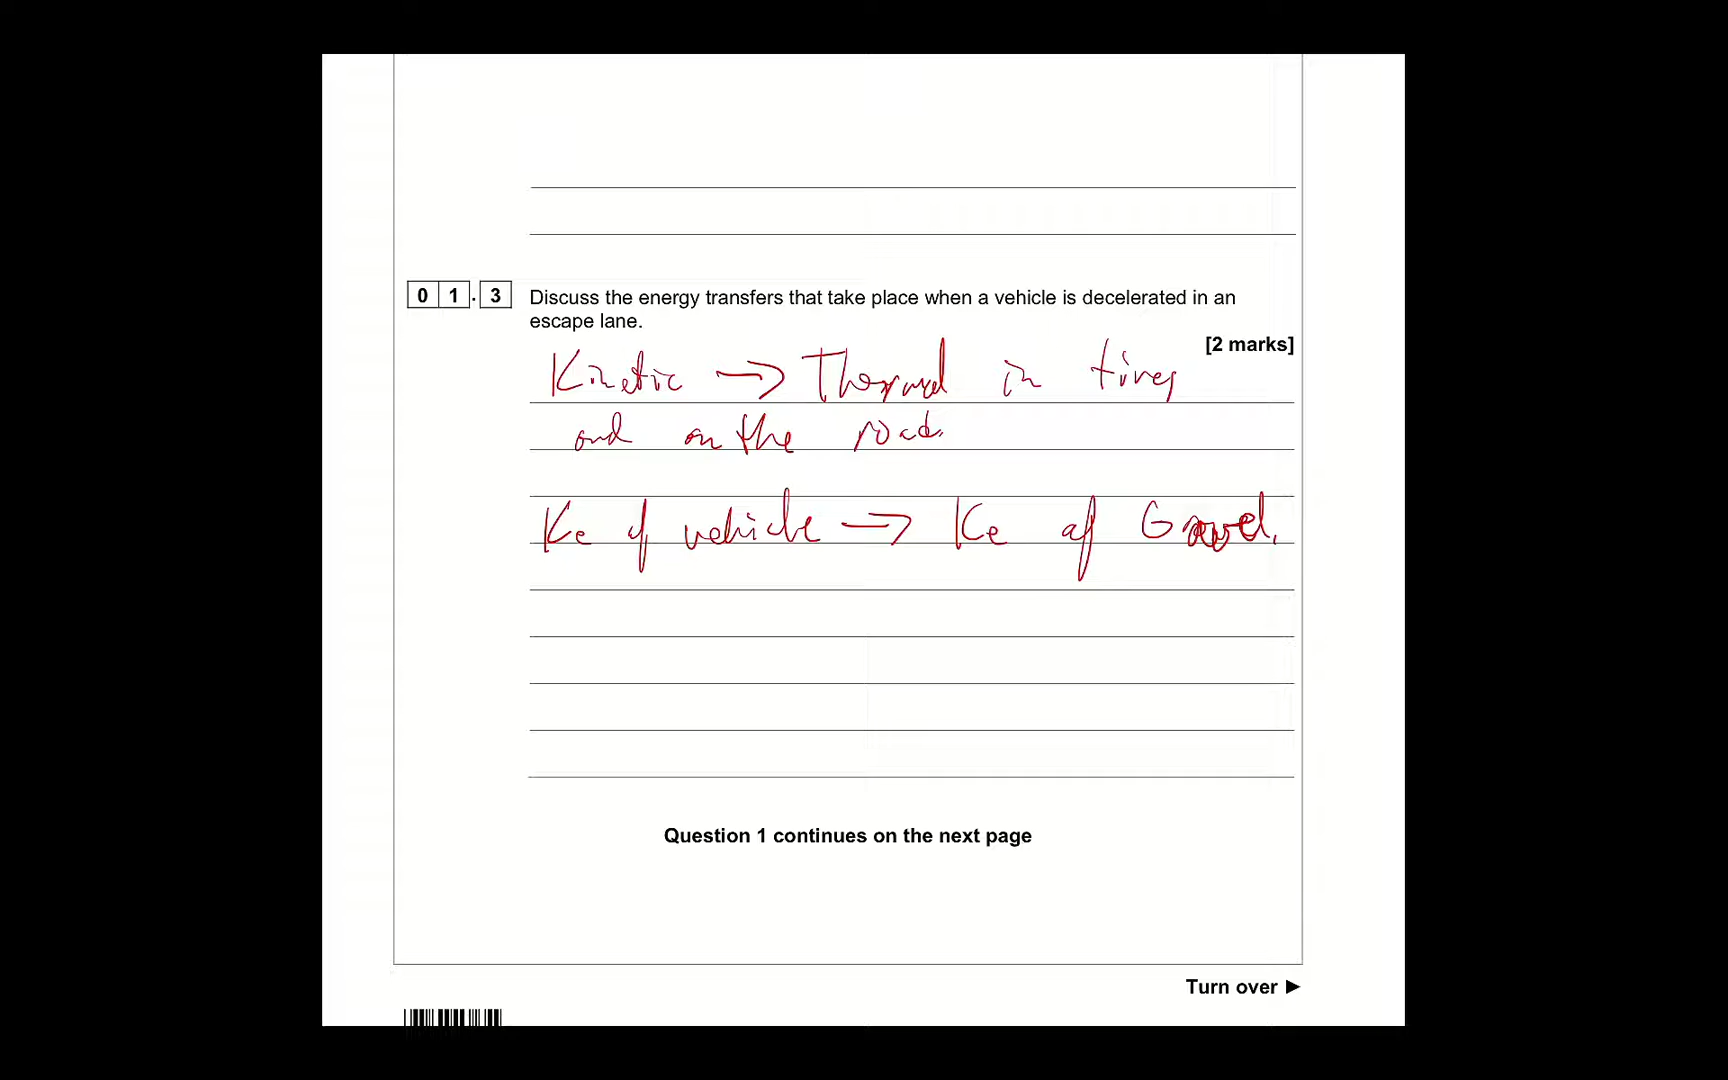 01.3 Discuss the energy transfers that take place when a vehicle is decelerated in an
escape lane.
[2 marks]
Kinetic → Thermal in tires
and on the road.
Ke of vehicle → Ke of Gravel.
Question 1 continues on the next page
Turn over ►